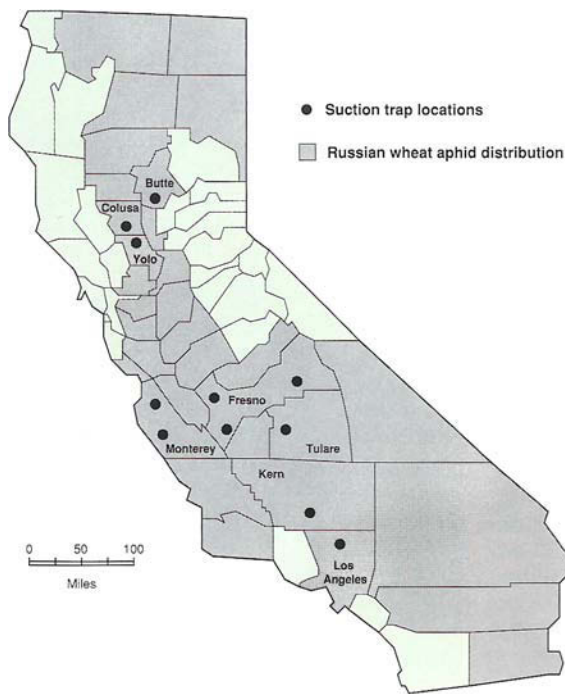 Suction trap locations
Russian wheat aphid distribution
Butte
Colusa
Yolo
Fresno
Monterey
Tulare
Kern
Los
Angeles
0 50 100
Miles